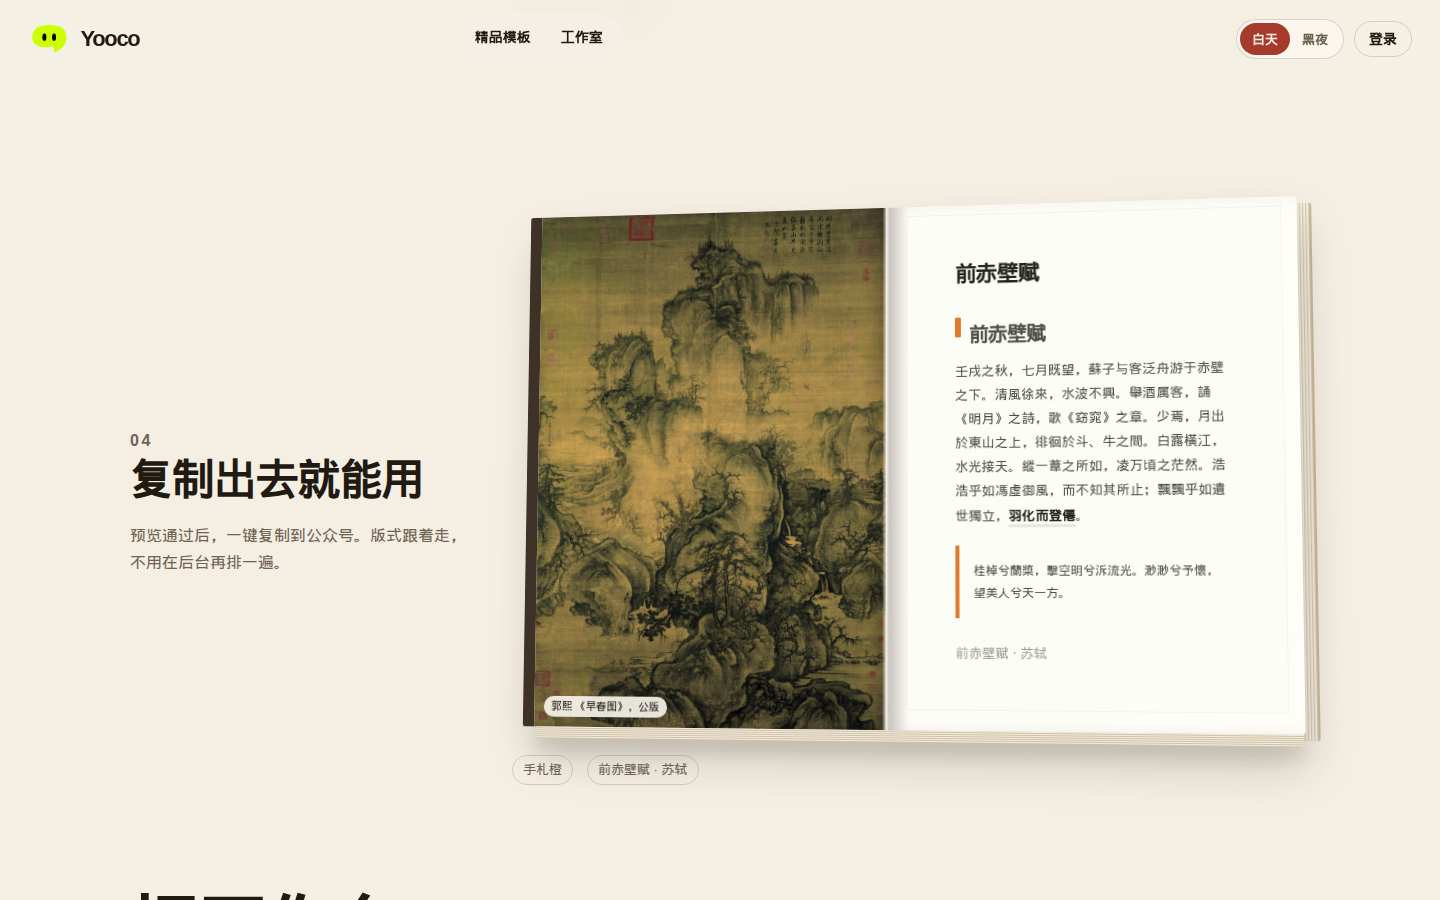 Yooco
精品模板
工作室
白天
黑夜
登录
04
复制出去就能用
预览通过后，一键复制到公众号。版式跟着走，
不用在后台再排一遍。
郭熙《早春图》，公版
前赤壁赋
前赤壁赋
壬戌之秋，七月既望，蘇子与客泛舟游于赤壁
之下。清風徐來，水波不興。舉酒属客，誦
《明月》之詩，歌《窈窕》之章。少焉，月出
於東山之上，徘徊於斗、牛之間。白露橫江，
水光接天。縱一葦之所如，凌万頃之茫然。浩
浩乎如馮虛御風，而不知其所止；飄飄乎如遺
世獨立，羽化而登僊。
桂棹兮蘭槳，擊空明兮泝流光。渺渺兮予懷，
望美人兮天一方。
前赤壁赋 · 苏轼
手札橙
前赤壁赋 · 苏轼